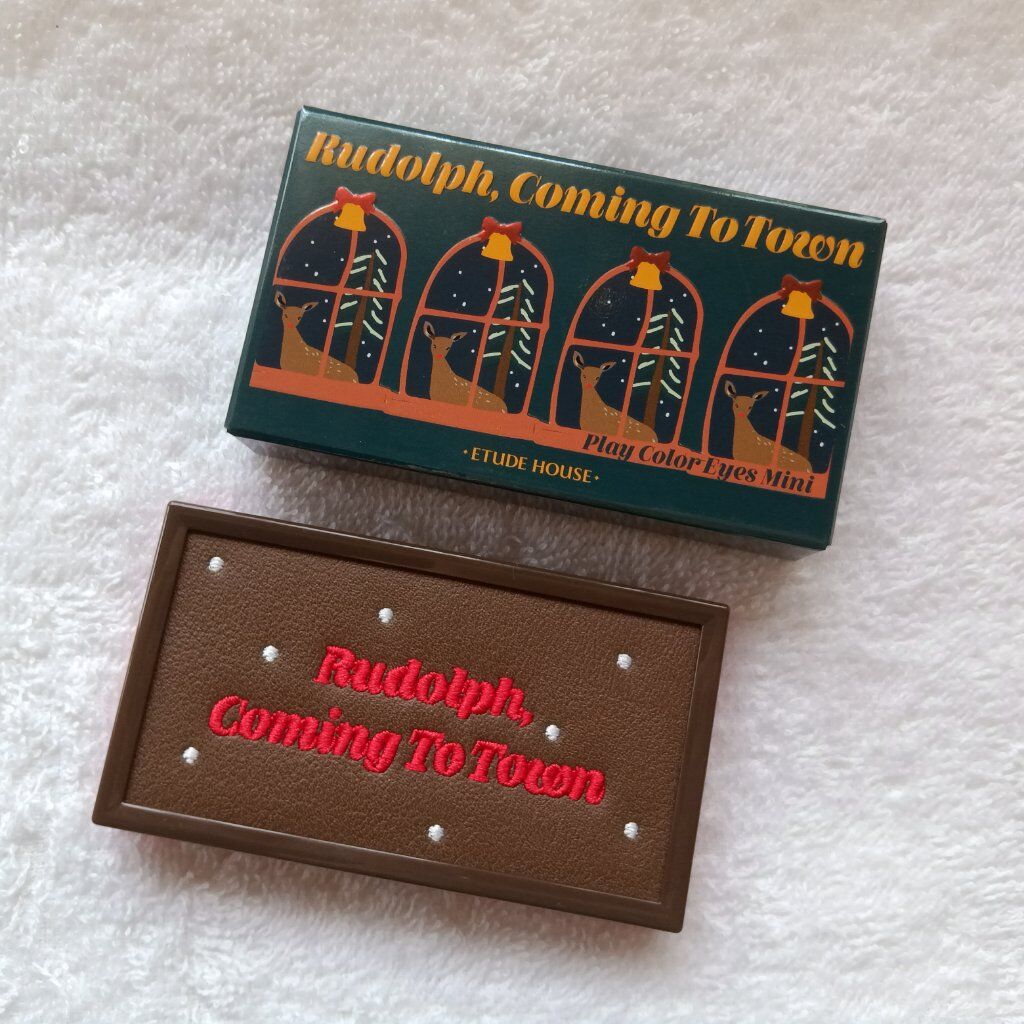 Rudolph, Coming To Town
Play Color Eyes Mini
•ETUDE HOUSE•
Rudolph,
Coming To Town